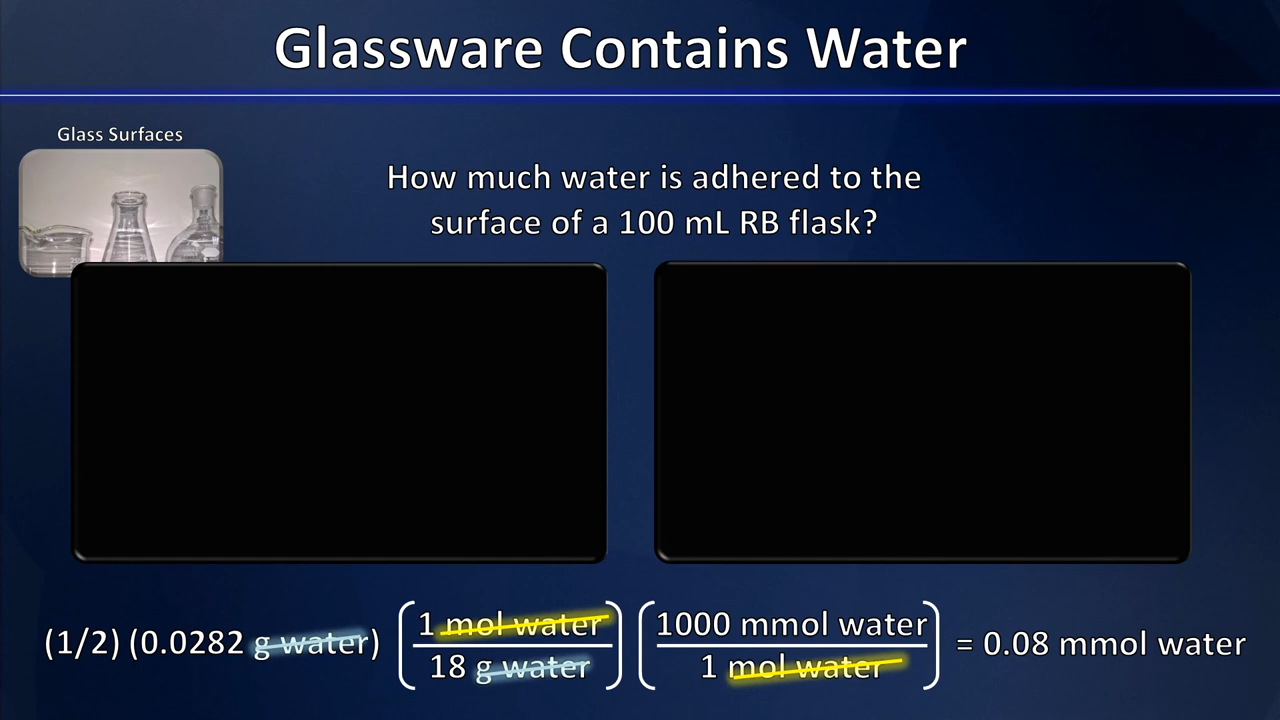 Glassware Contains Water
Glass Surfaces
How much water is adhered to the
surface of a 100 mL RB flask?
(1/2) (0.0282 g water) (1 mol water / 18 g water) (1000 mmol water / 1 mol water) = 0.08 mmol water